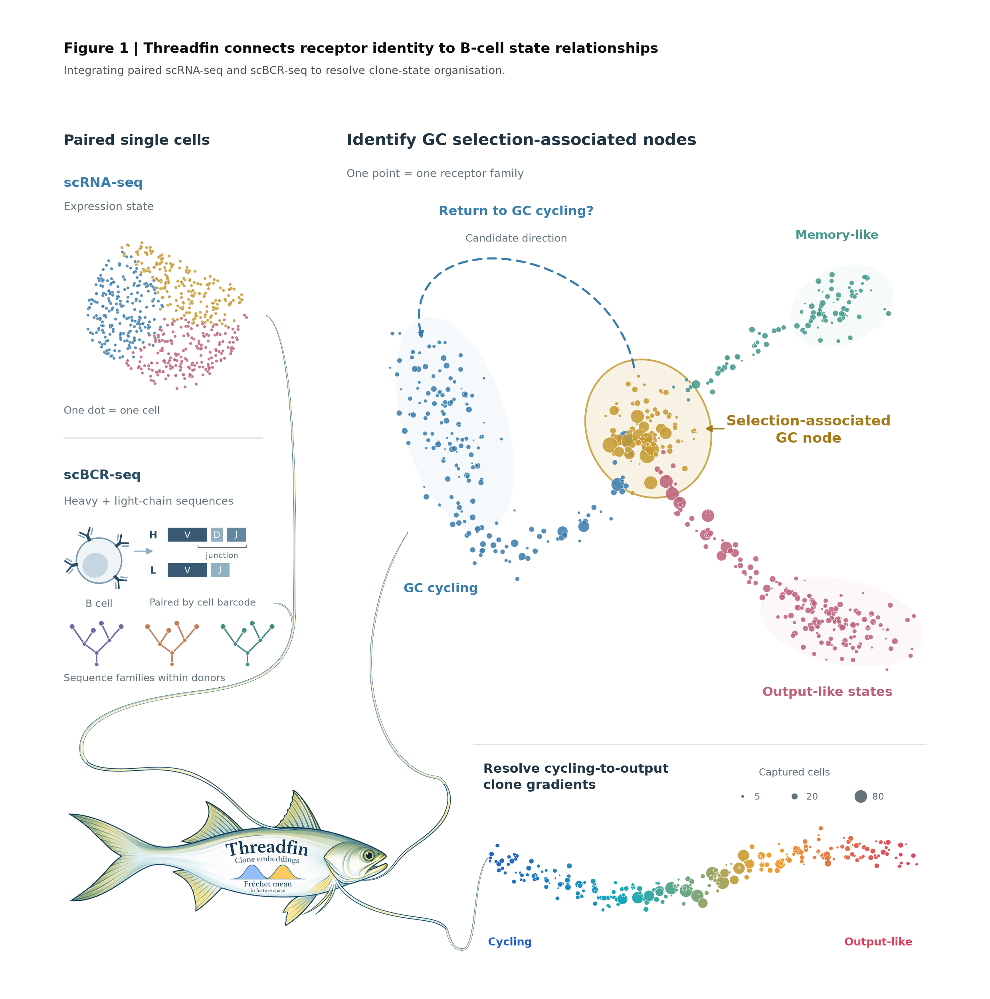 Figure 1 | Threadfin connects receptor identity to B-cell state relationships
Integrating paired scRNA-seq and scBCR-seq to resolve clone-state organisation.
Paired single cells
scRNA-seq
Expression state
One dot = one cell
scBCR-seq
Heavy + light-chain sequences
H
V
D
J
junction
L
V
J
B cell
Paired by cell barcode
Sequence families within donors
Identify GC selection-associated nodes
One point = one receptor family
Return to GC cycling?
Candidate direction
Memory-like
Selection-associated
GC node
GC cycling
Output-like states
Threadfin
Clone embeddings
Fréchet mean
in feature space
Resolve cycling-to-output
clone gradients
Captured cells
5
20
80
Cycling
Output-like